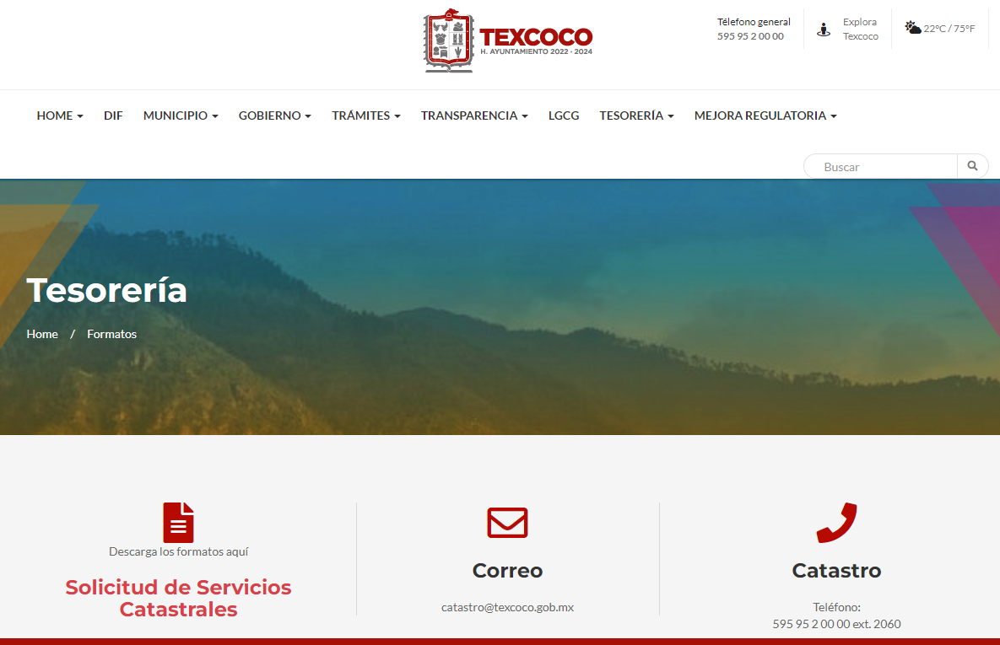 TEXCOCO
H. AYUNTAMIENTO 2022 - 2024
Télefono general
595 95 2 00 00
Explora
Texcoco
22°C / 75°F
HOME
DIF
MUNICIPIO
GOBIERNO
TRÁMITES
TRANSPARENCIA
LGCG
TESORERÍA
MEJORA REGULATORIA
Buscar
Tesorería
Home / Formatos
Descarga los formatos aquí
Solicitud de Servicios
Catastrales
Correo
catastro@texcoco.gob.mx
Catastro
Teléfono:
595 95 2 00 00 ext. 2060